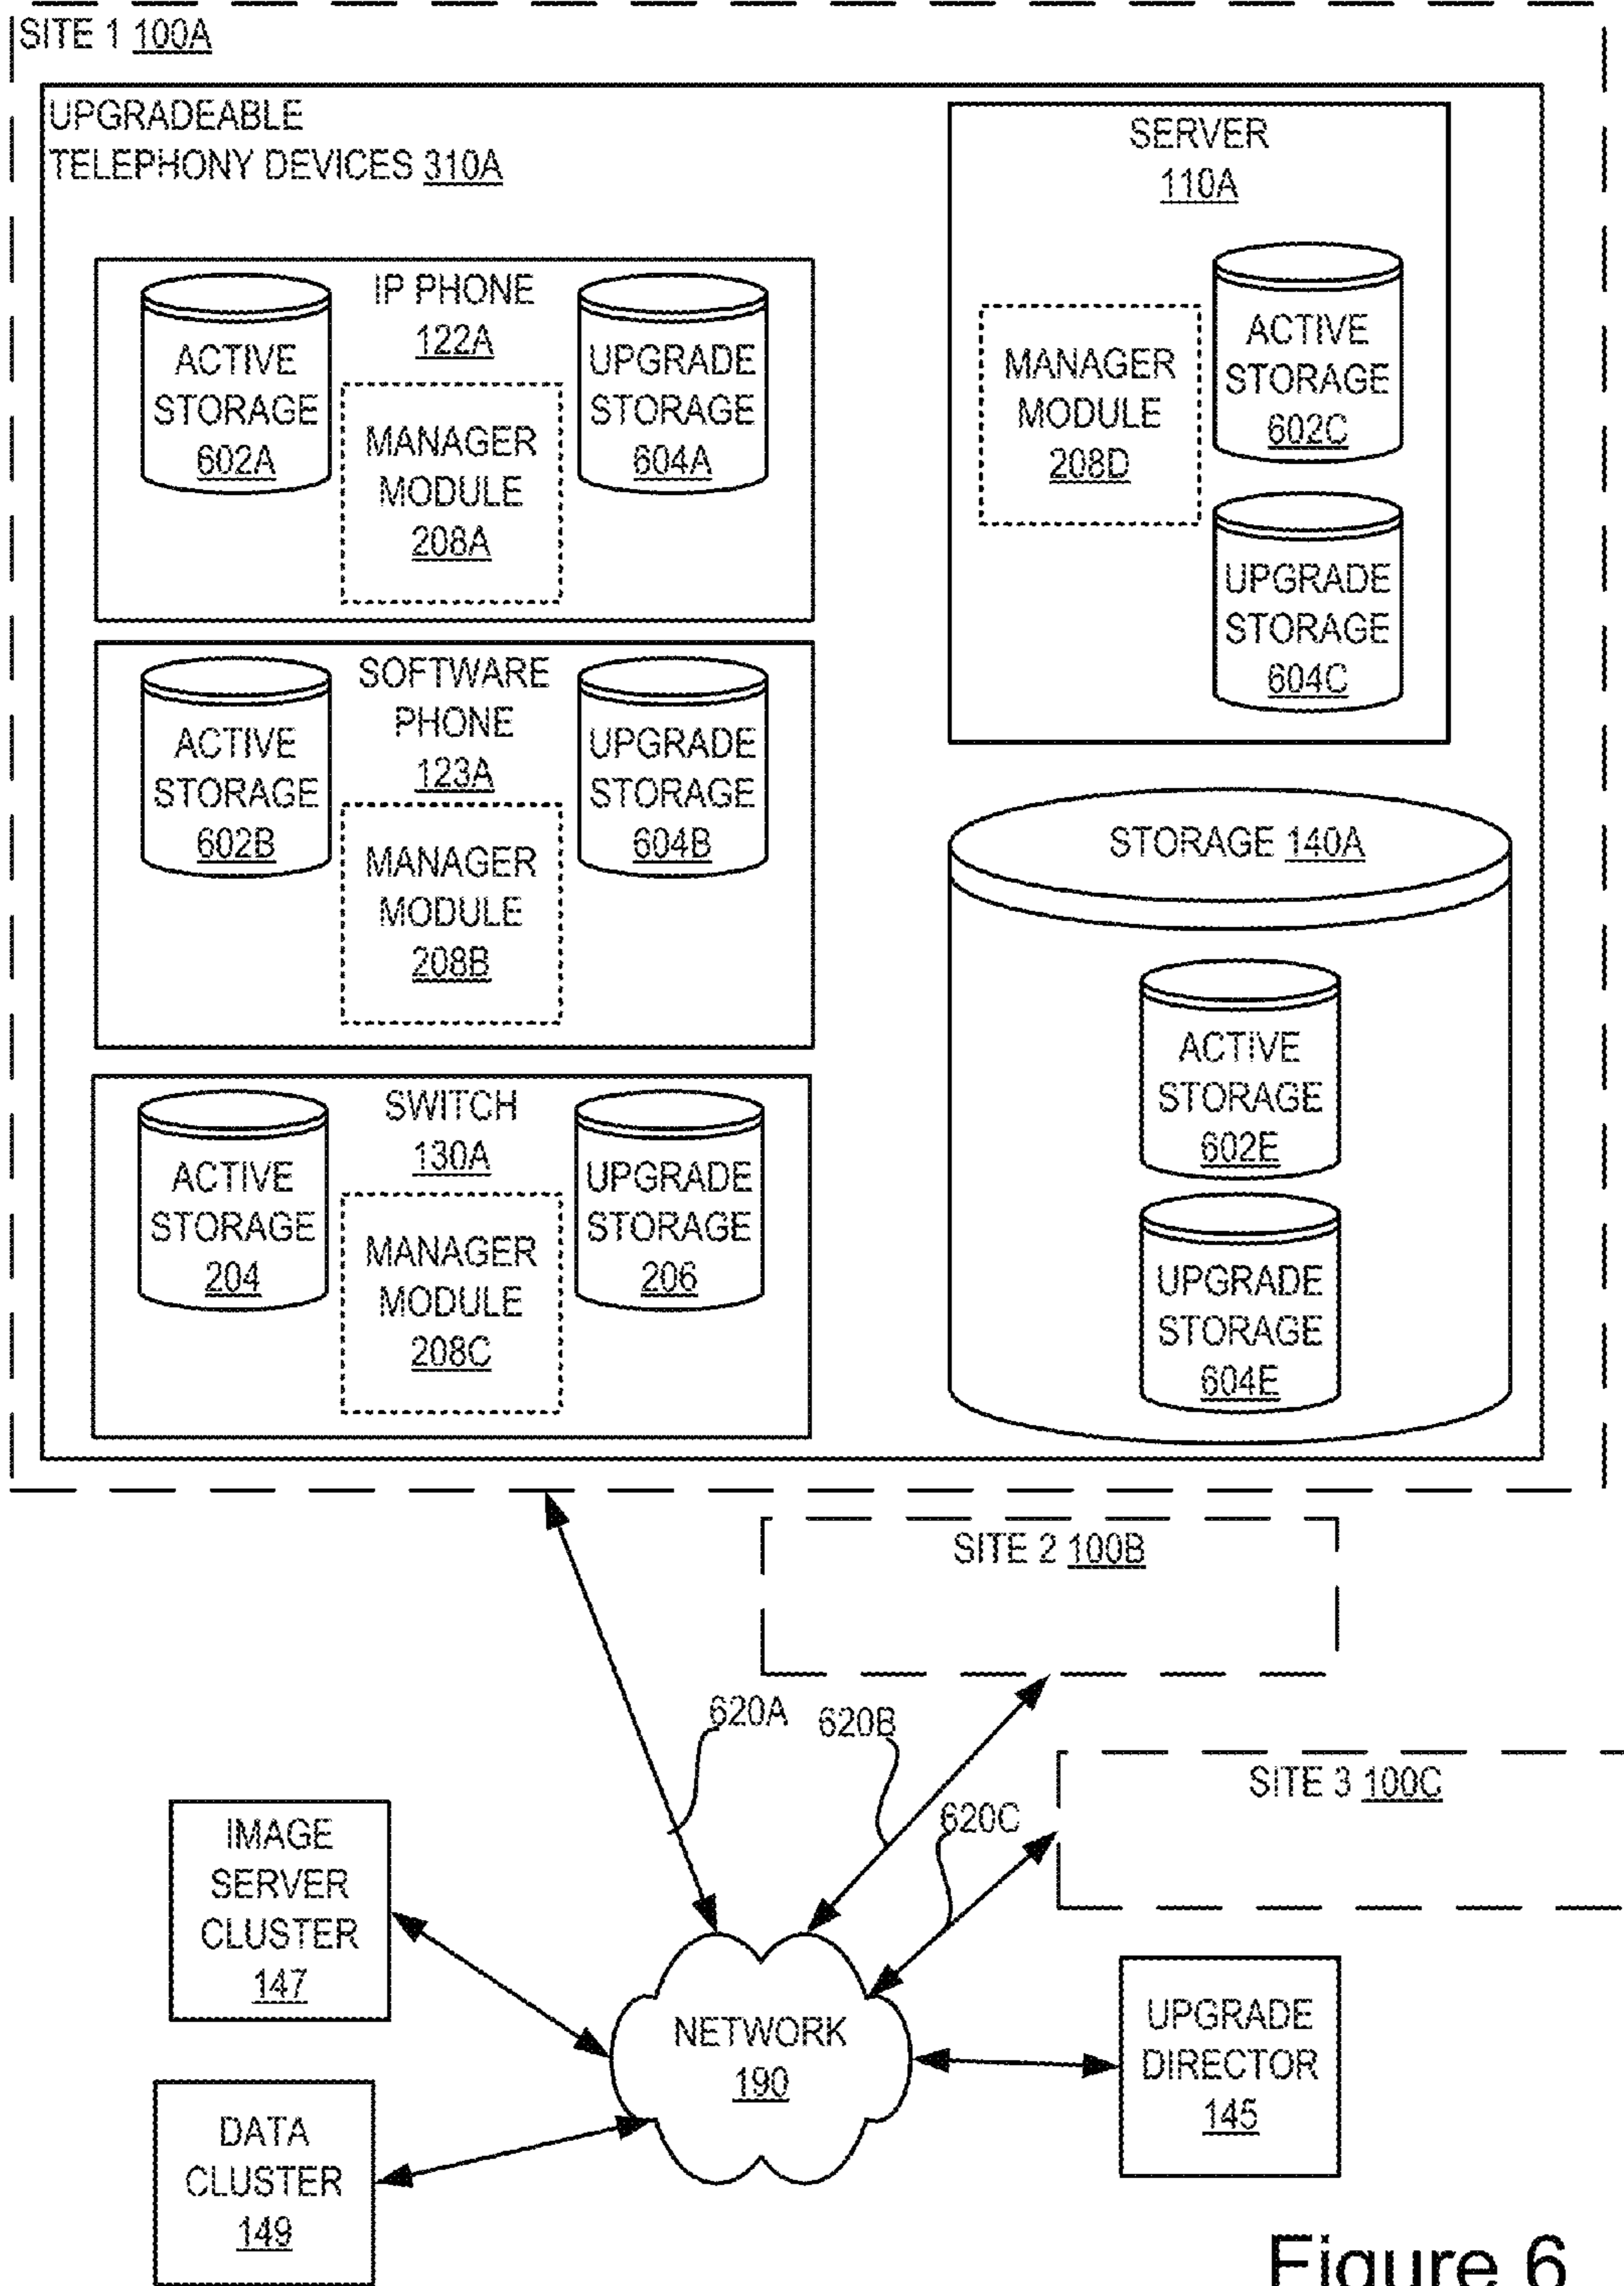 SITE 1 100A
UPGRADEABLE
TELEPHONY DEVICES 310A
IP PHONE
122A
ACTIVE
STORAGE
602A
MANAGER
MODULE
208A
UPGRADE
STORAGE
604A
SOFTWARE
PHONE
123A
ACTIVE
STORAGE
602B
MANAGER
MODULE
208B
UPGRADE
STORAGE
604B
SWITCH
130A
ACTIVE
STORAGE
204
MANAGER
MODULE
208C
UPGRADE
STORAGE
206
SERVER
110A
MANAGER
MODULE
208D
ACTIVE
STORAGE
602C
UPGRADE
STORAGE
604C
STORAGE 140A
ACTIVE
STORAGE
602E
UPGRADE
STORAGE
604E
SITE 2 100B
620A
620B
SITE 3 100C
620C
IMAGE
SERVER
CLUSTER
147
NETWORK
190
UPGRADE
DIRECTOR
145
DATA
CLUSTER
149
Figure 6